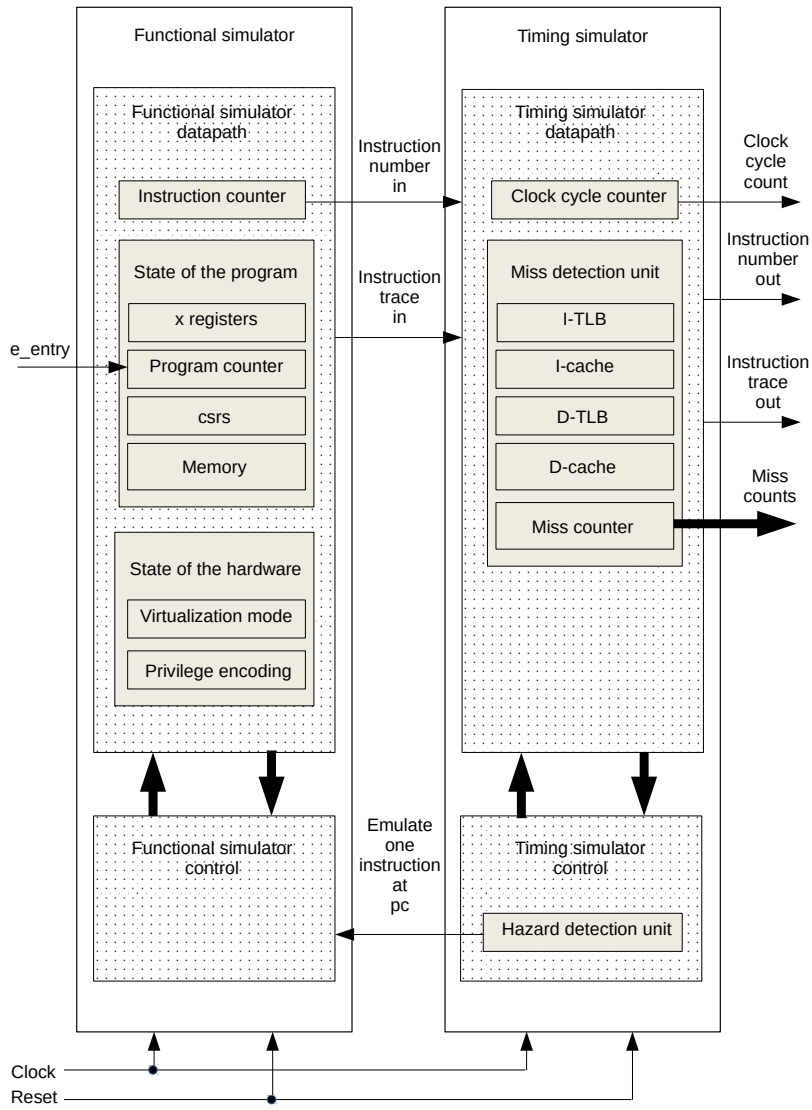 Functional simulator
Functional simulator
datapath
Instruction counter
State of the program
x registers
Program counter
csrs
Memory
State of the hardware
Virtualization mode
Privilege encoding
Functional simulator
control
e_entry
Instruction
number
in
Instruction
trace
in
Emulate
one
instruction
at
pc
Timing simulator
Timing simulator
datapath
Clock cycle counter
Miss detection unit
I-TLB
I-cache
D-TLB
D-cache
Miss counter
Timing simulator
control
Hazard detection unit
Clock
cycle
count
Instruction
number
out
Instruction
trace
out
Miss
counts
Clock
Reset